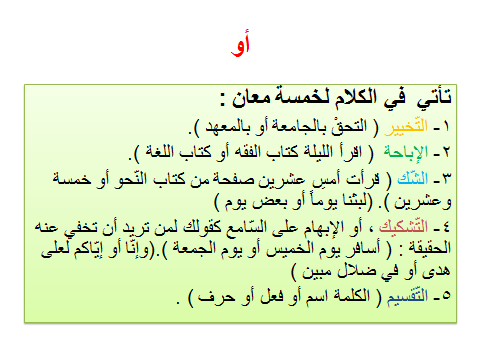 أو
تأتي في الكلام لخمسة معان :
١- التّخيير ( التحقْ بالجامعة أو بالمعهد ).
٢- الإباحة ( اقرأ الليلة كتاب الفقه أو كتاب اللغة ).
٣- الشّك ( قرأت أمسِ عشرين صفحة من كتاب النّحو أو خمسة
وعشرين ). (لبثنا يوماً أو بعض يوم )
٤- التّشكيك ، أو الإبهام على السّامع كقولك لمن تريد أن تخفي عنه
الحقيقة : ( أسافر يوم الخميس أو يوم الجمعة ).(وإنّا أو إيّاكم لعلى
هدى أو في ضلال مبين )
٥- التّقسيم ( الكلمة اسم أو فعل أو حرف ) .